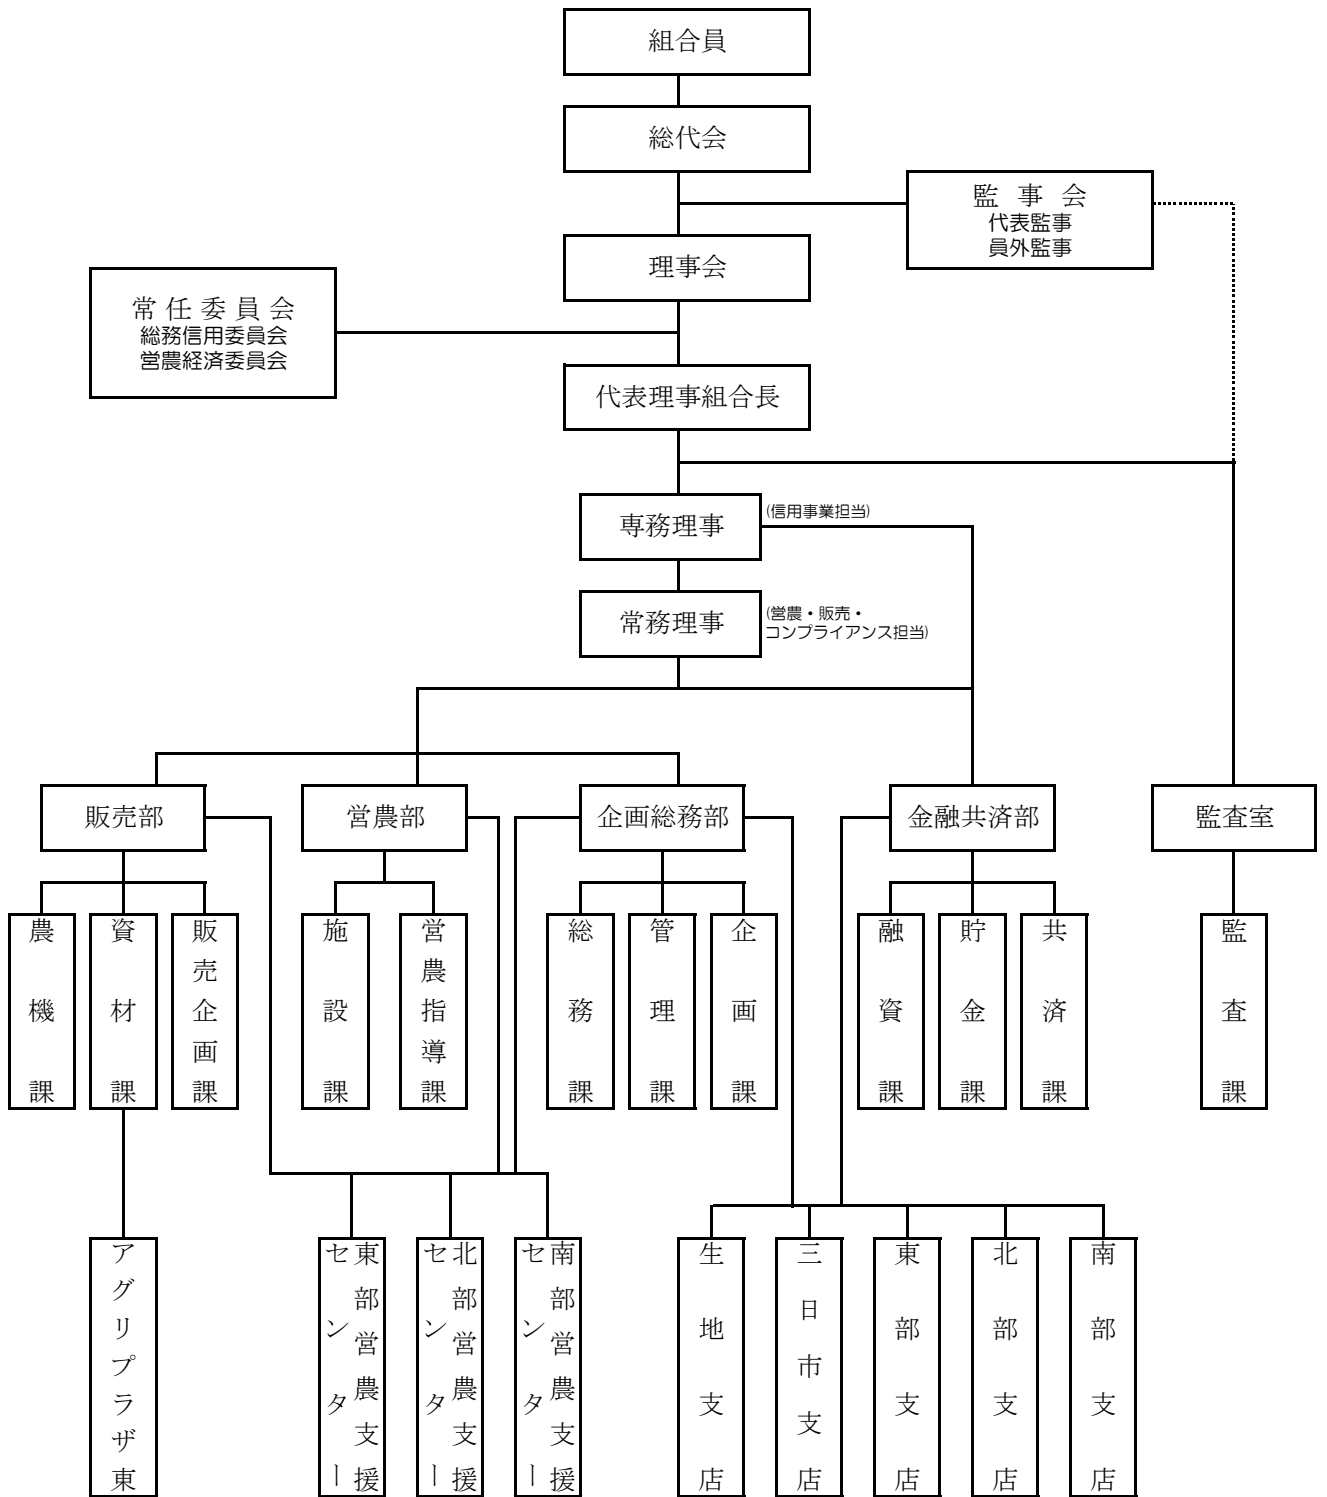 組合員
総代会
監事会
代表監事
員外監事
理事会
常任委員会
総務信用委員会
営農経済委員会
代表理事組合長
専務理事
(信用事業担当)
常務理事
(営農・販売・
コンプライアンス担当)
販売部
営農部
企画総務部
金融共済部
監査室
農機課
資材課
販売企画課
施設課
営農指導課
総務課
管理課
企画課
融資課
貯金課
共済課
監査課
アグリプラザ東
東部営農支援
センター
北部営農支援
センター
南部営農支援
センター
生地支店
三日市支店
東部支店
北部支店
南部支店